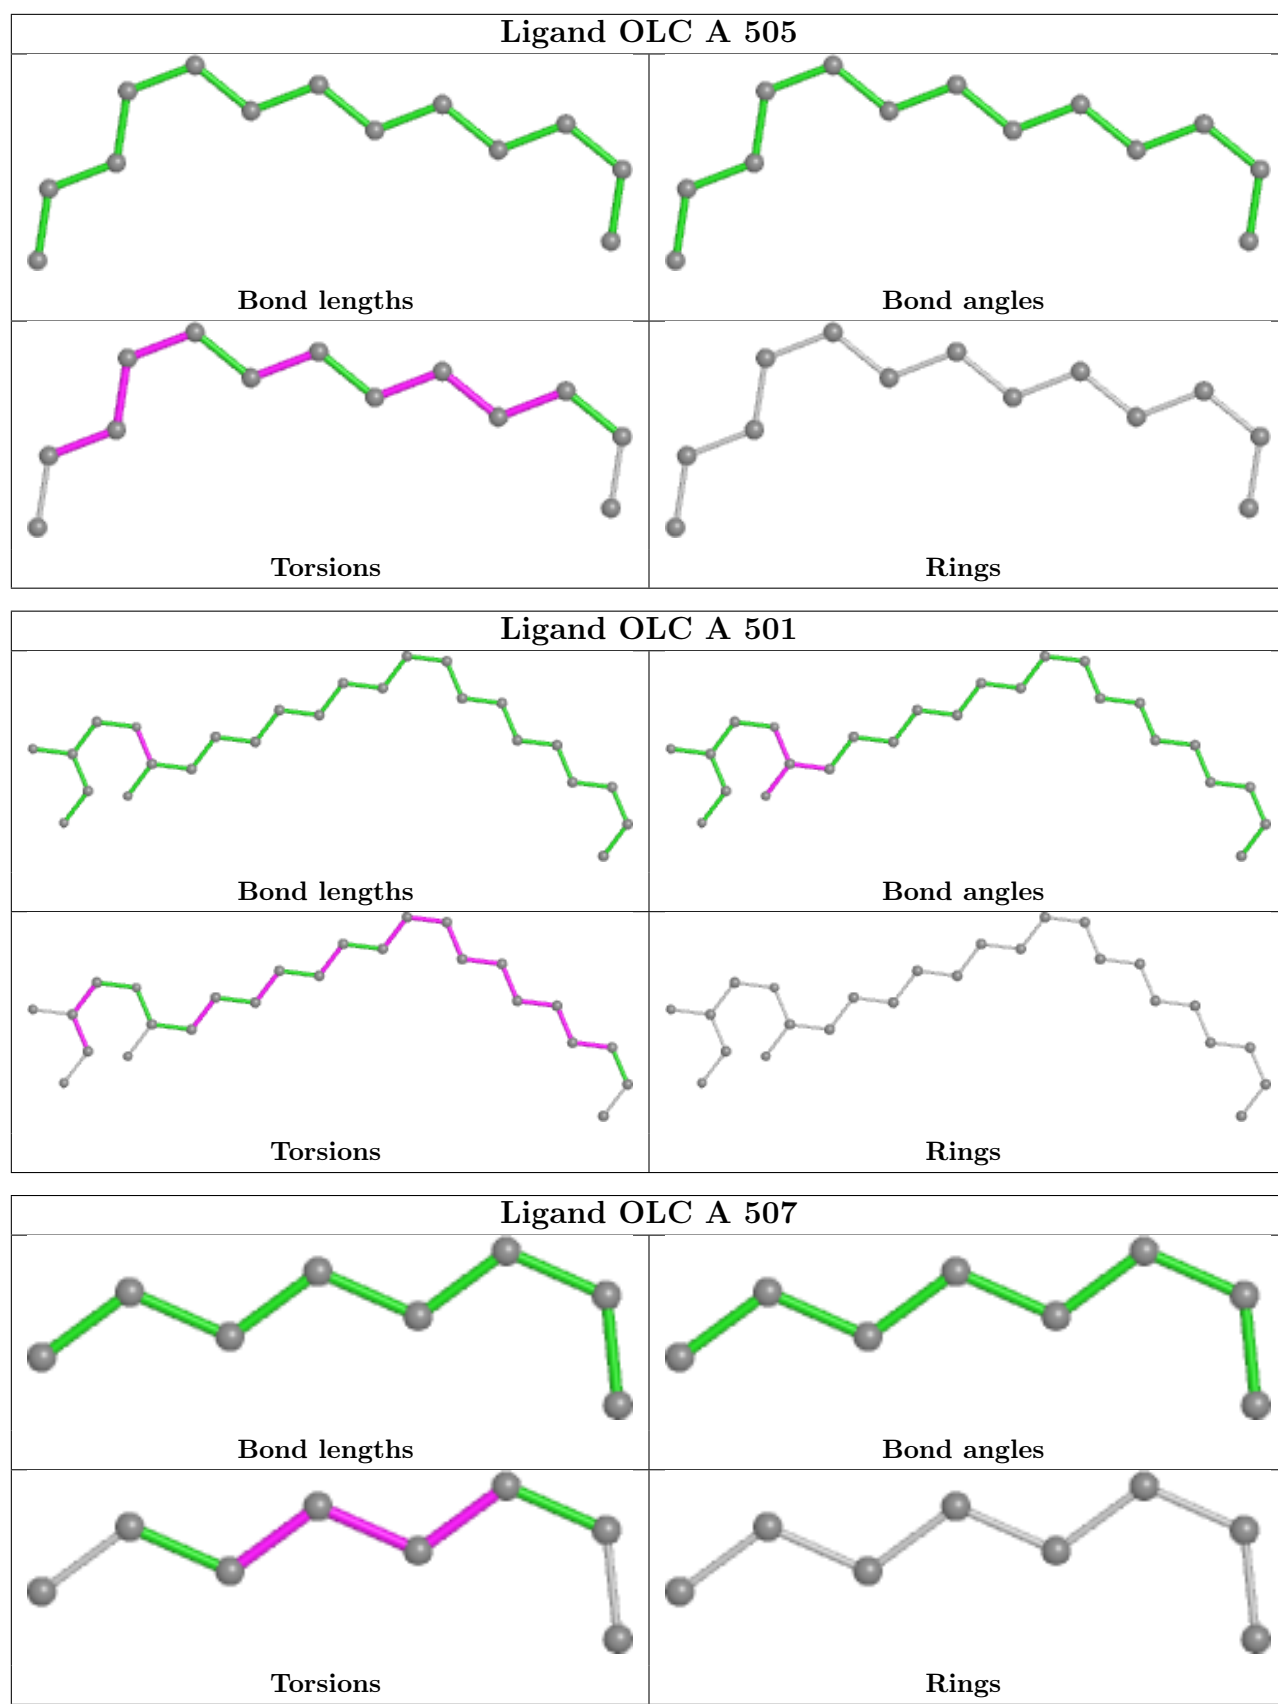 Ligand OLC A 505
Bond lengths
Bond angles
Torsions
Rings
Ligand OLC A 501
Bond lengths
Bond angles
Torsions
Rings
Ligand OLC A 507
Bond lengths
Bond angles
Torsions
Rings